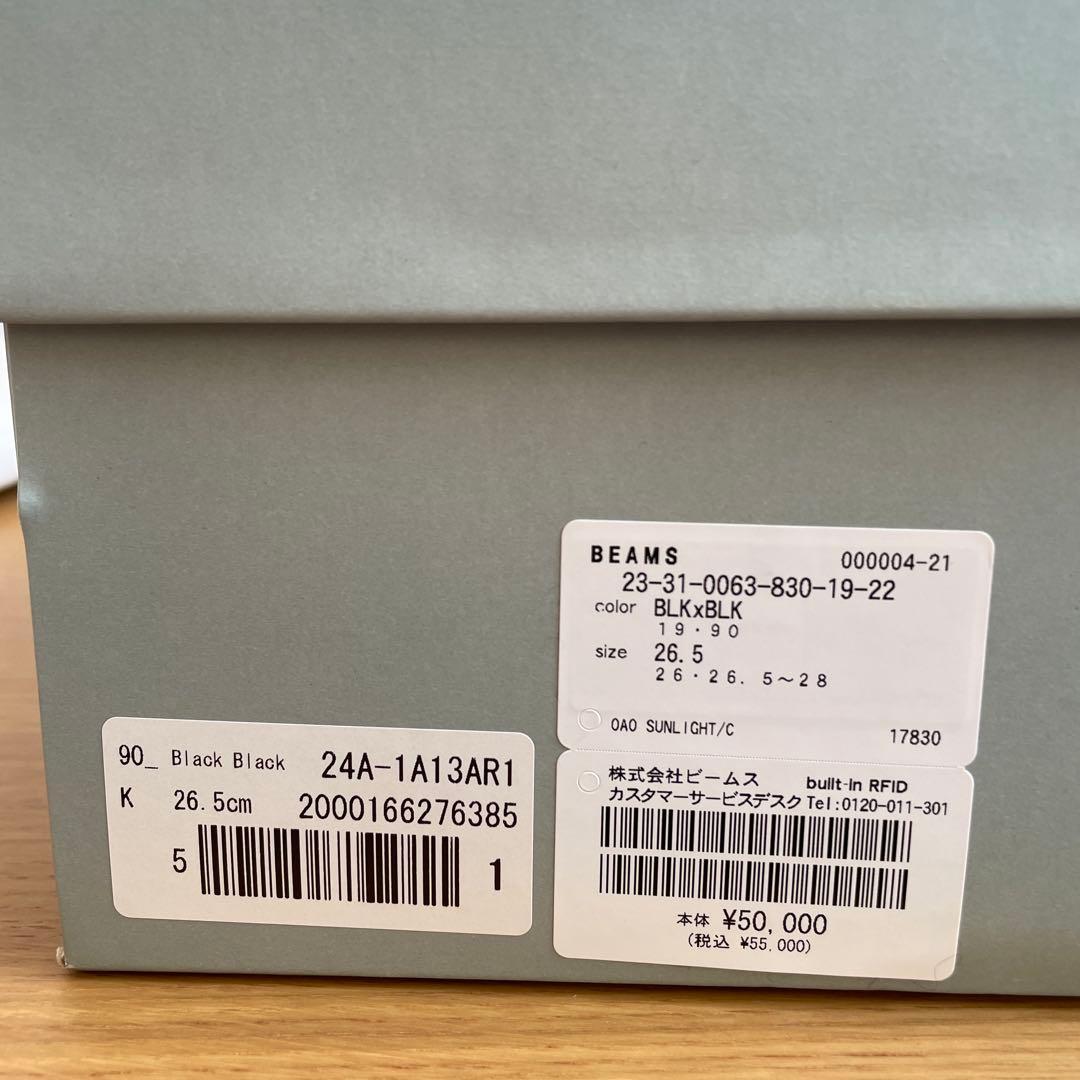 BEAMS 000004-21
23-31-0063-830-19-22
color BLKxBLK
19・90
size 26.5
26・26.5〜28
OAO SUNLIGHT/C 17830
株式会社ビームス built-in RFID
カスタマーサービスデスク Tel:0120-011-301
本体 ¥50,000
(税込 ¥55,000)
90_ Black Black 24A-1A13AR1
K 26.5cm 2000166276385
5 1